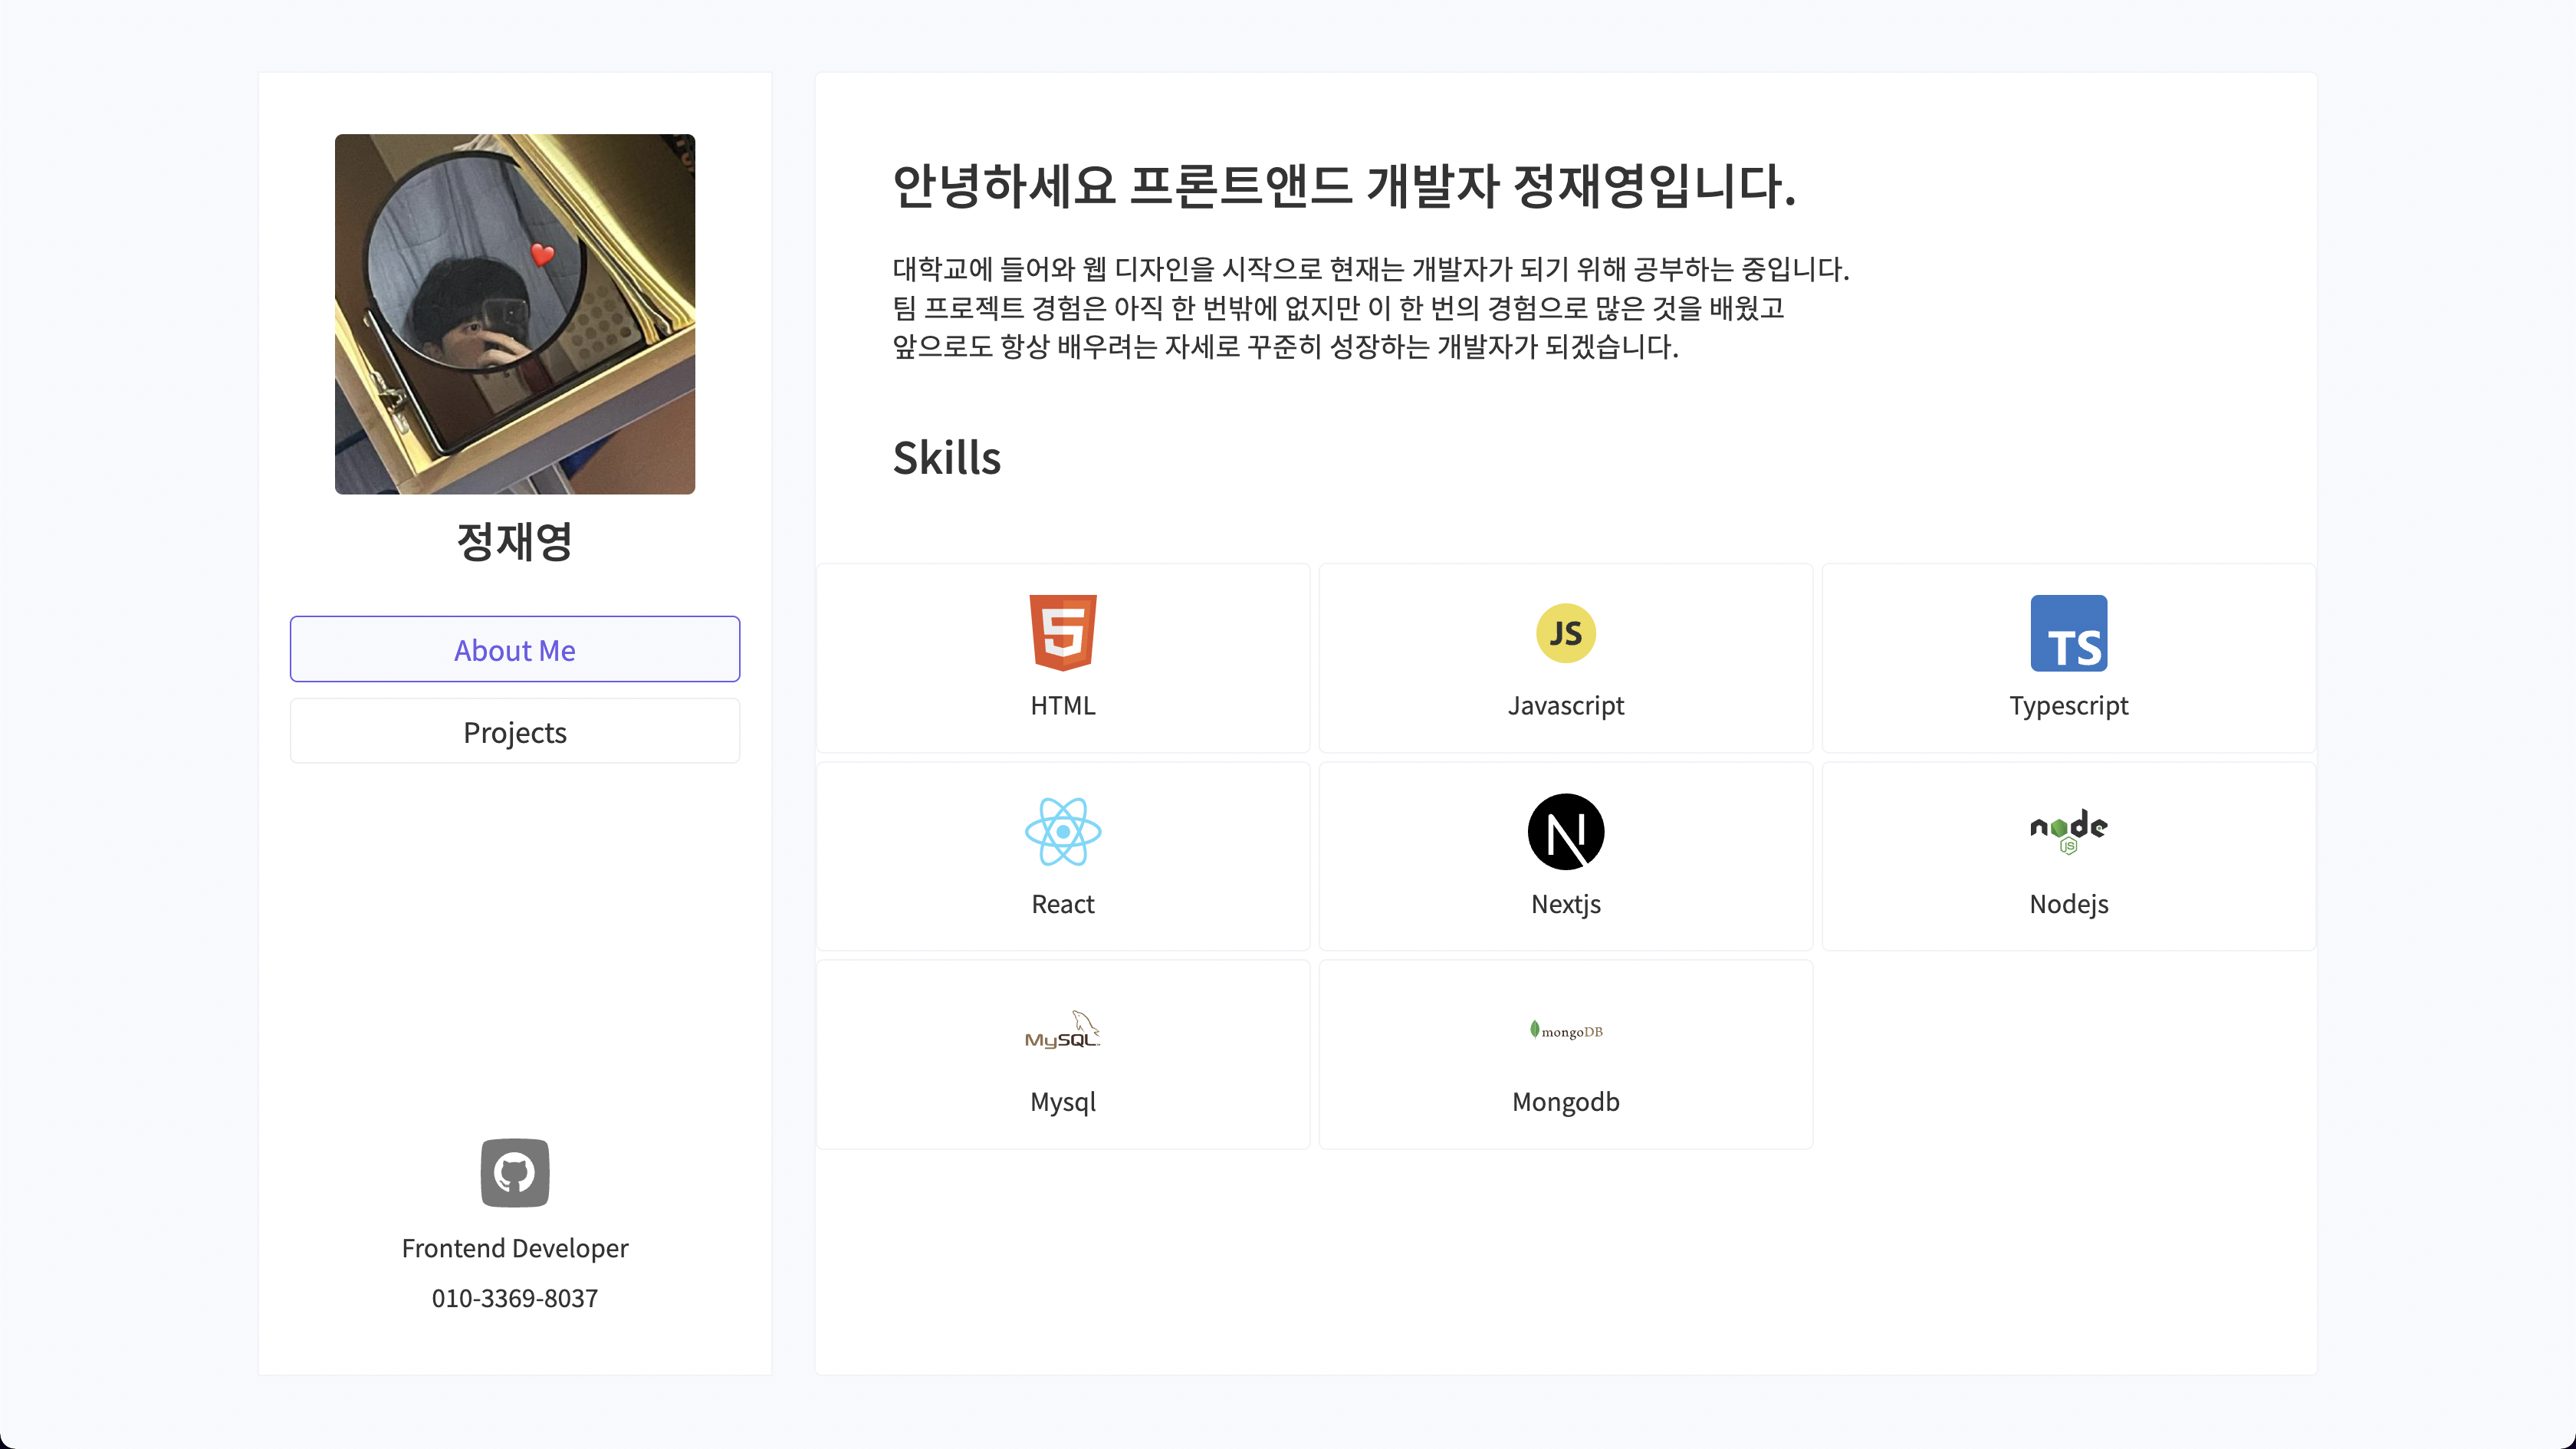 정재영
About Me
Projects
Frontend Developer
010-3369-8037
안녕하세요 프론트앤드 개발자 정재영입니다.
대학교에 들어와 웹 디자인을 시작으로 현재는 개발자가 되기 위해 공부하는 중입니다.
팀 프로젝트 경험은 아직 한 번밖에 없지만 이 한 번의 경험으로 많은 것을 배웠고
앞으로도 항상 배우려는 자세로 꾸준히 성장하는 개발자가 되겠습니다.
Skills
5
HTML
JS
Javascript
TS
Typescript
React
N
Nextjs
node
JS
Nodejs
MySQL
Mysql
mongoDB
Mongodb